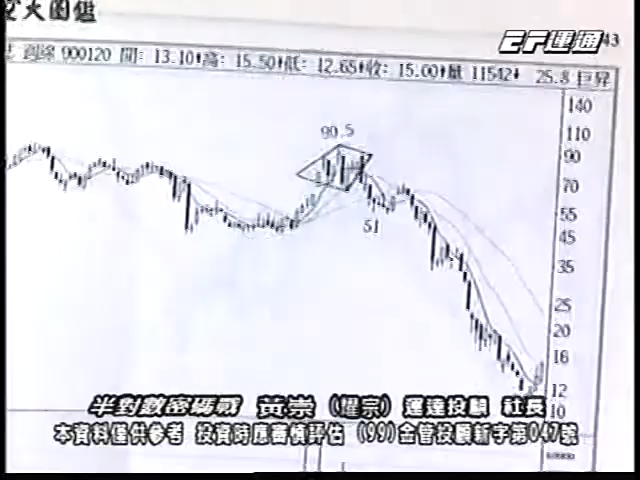 火圖鑑
EF運通 43
週線 900120 開: 13.10 高: 15.50 低: 12.65 收: 15.00 量 11542 25.8 巨昇
140
110
90.5
90
70
51
55
45
35
25
20
16
12
10
半對數密碼戰 黃崇(惺宗) 運達投顧 社長
本資料僅供參考 投資時應審慎評估 (99)金管投顧新字第047號